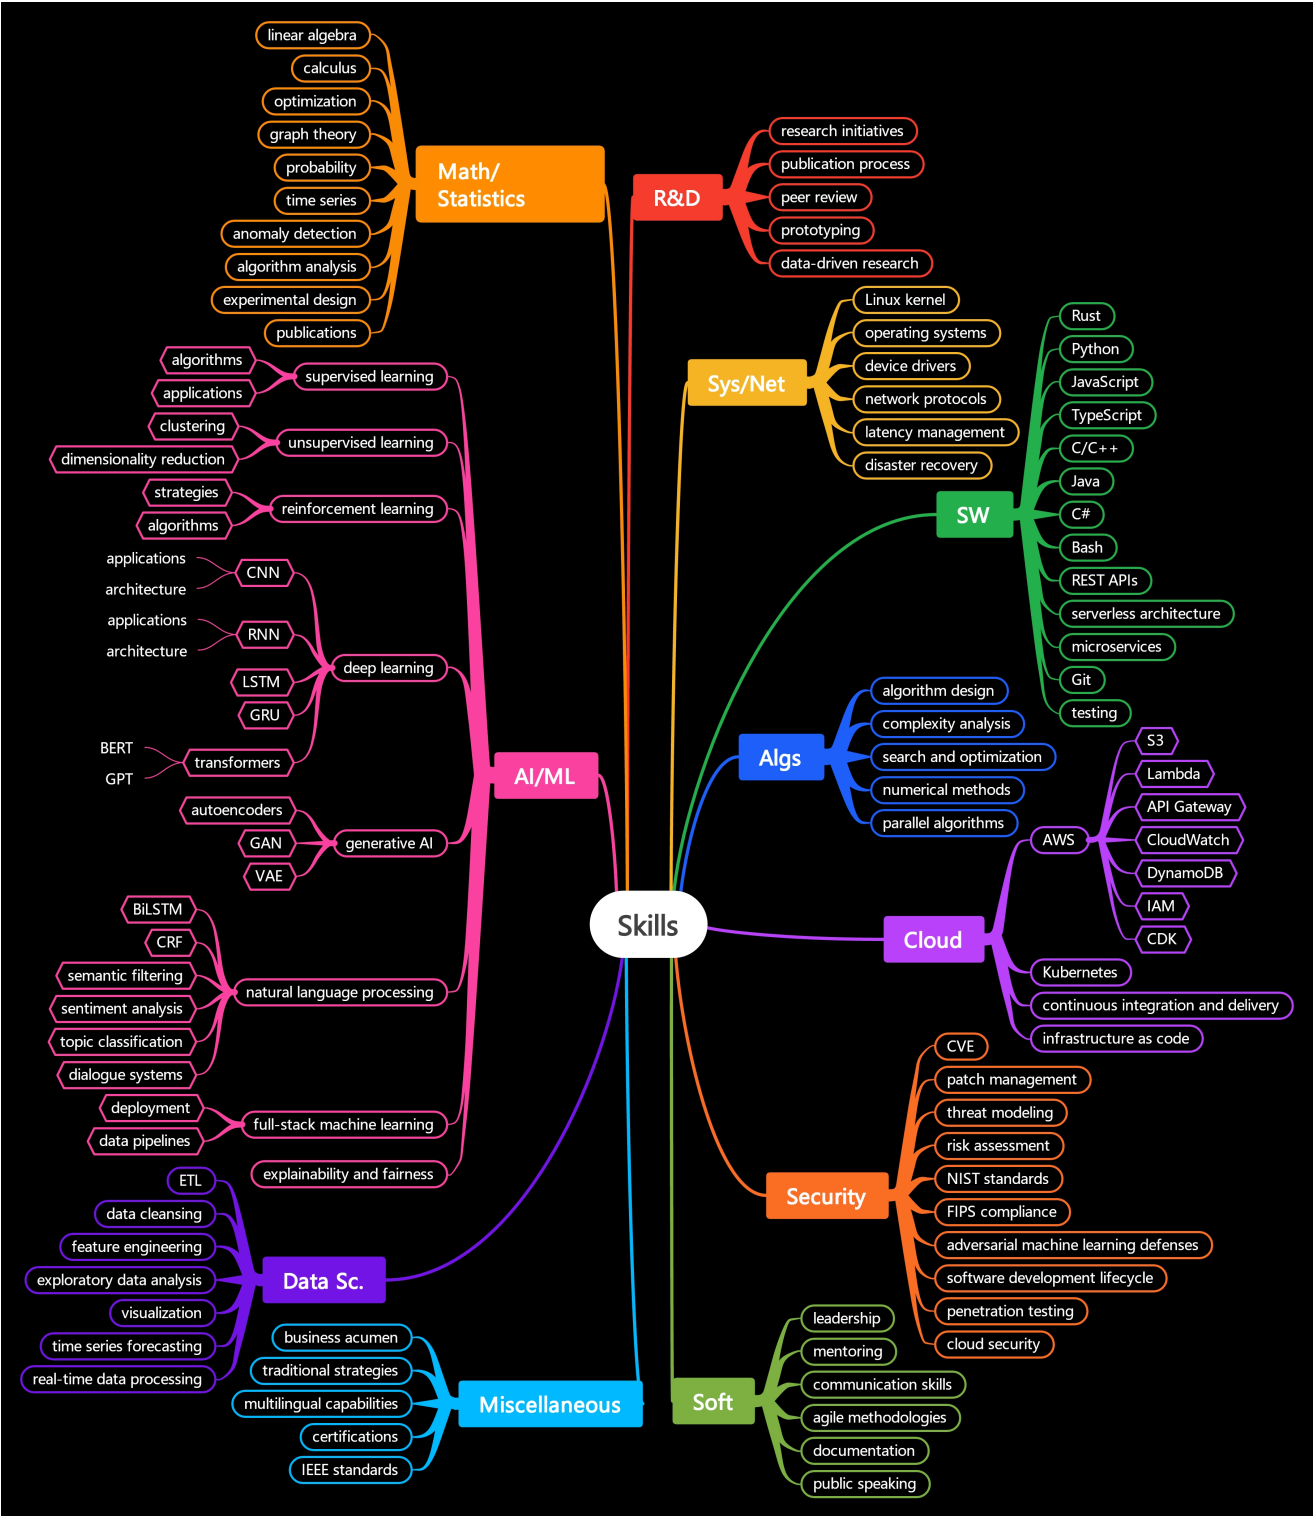 Skills
Math/
Statistics
linear algebra
calculus
optimization
graph theory
probability
time series
anomaly detection
algorithm analysis
experimental design
publications
AI/ML
supervised learning
algorithms
applications
unsupervised learning
clustering
dimensionality reduction
reinforcement learning
strategies
algorithms
deep learning
CNN
applications
architecture
RNN
applications
architecture
LSTM
GRU
transformers
BERT
GPT
generative AI
autoencoders
GAN
VAE
natural language processing
BiLSTM
CRF
semantic filtering
sentiment analysis
topic classification
dialogue systems
full-stack machine learning
deployment
data pipelines
explainability and fairness
Data Sc.
ETL
data cleansing
feature engineering
exploratory data analysis
visualization
time series forecasting
real-time data processing
Miscellaneous
business acumen
traditional strategies
multilingual capabilities
certifications
IEEE standards
R&D
research initiatives
publication process
peer review
prototyping
data-driven research
Sys/Net
Linux kernel
operating systems
device drivers
network protocols
latency management
disaster recovery
SW
Rust
Python
JavaScript
TypeScript
C/C++
Java
C#
Bash
REST APIs
serverless architecture
microservices
Git
testing
Algs
algorithm design
complexity analysis
search and optimization
numerical methods
parallel algorithms
Cloud
AWS
S3
Lambda
API Gateway
CloudWatch
DynamoDB
IAM
CDK
Kubernetes
continuous integration and delivery
infrastructure as code
Security
CVE
patch management
threat modeling
risk assessment
NIST standards
FIPS compliance
adversarial machine learning defenses
software development lifecycle
penetration testing
cloud security
Soft
leadership
mentoring
communication skills
agile methodologies
documentation
public speaking